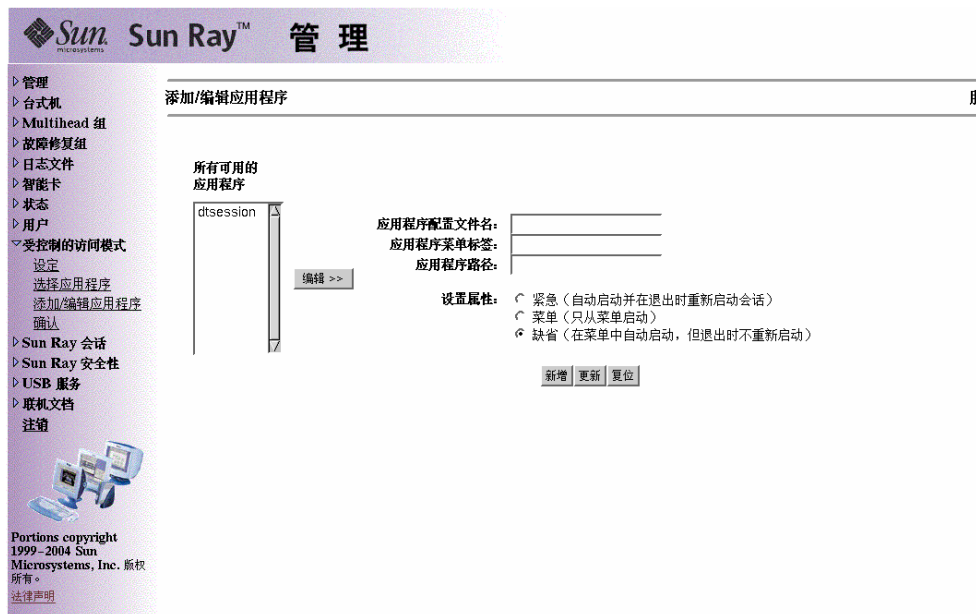 Sun microsystems Sun Ray™ 管 理
管理
台式机
Multihead 组
故障修复组
日志文件
智能卡
状态
用户
受控制的访问模式
设定
选择应用程序
添加/编辑应用程序
确认
Sun Ray 会话
Sun Ray 安全性
USB 服务
联机文档
注销
Portions copyright
1999-2004 Sun
Microsystems, Inc. 版权
所有。
法律声明
添加/编辑应用程序
所有可用的
应用程序
dtsession
编辑 >>
应用程序配置文件名:
应用程序菜单标签:
应用程序路径:
设置属性:
紧急（自动启动并在退出时重新启动会话）
菜单（只从菜单启动）
缺省（在菜单中自动启动，但退出时不重新启动）
新增 更新 复位